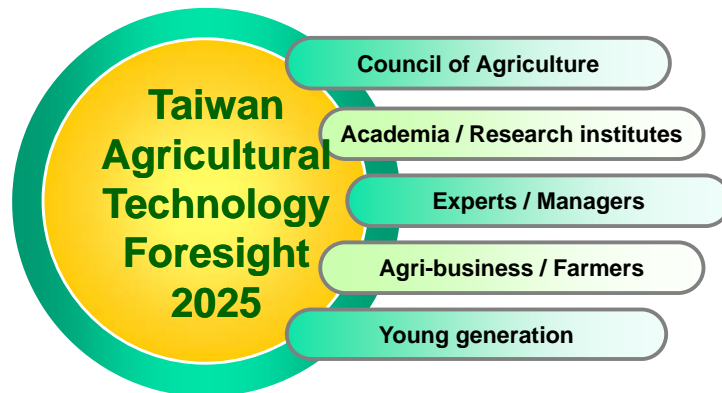 Taiwan
Agricultural
Technology
Foresight
2025
Council of Agriculture
Academia / Research institutes
Experts / Managers
Agri-business / Farmers
Young generation